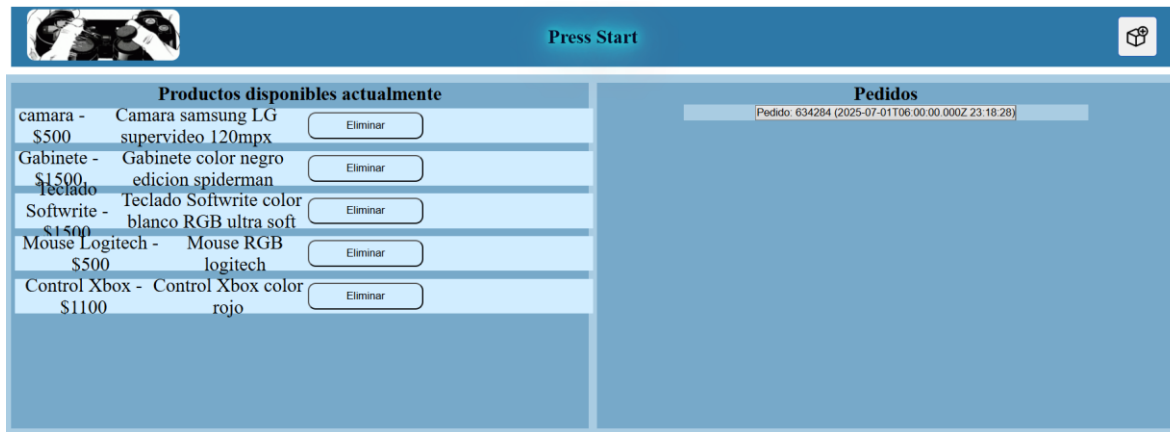 Press Start
Productos disponibles actualmente
camara -
$500
Camara samsung LG
supervideo 120mpx
Eliminar
Gabinete -
$1500
Gabinete color negro
edicion spiderman
Eliminar
Teclado
Softwrite -
$1500
Teclado Softwrite color
blanco RGB ultra soft
Eliminar
Mouse Logitech -
$500
Mouse RGB
logitech
Eliminar
Control Xbox -
$1100
Control Xbox color
rojo
Eliminar
Pedidos
Pedido: 634284 (2025-07-01T06:00:00.000Z 23:18:28)